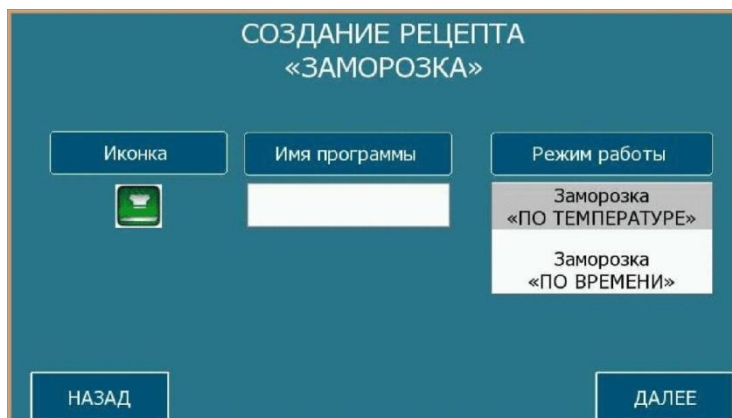 СОЗДАНИЕ РЕЦЕПТА
«ЗАМОРОЗКА»
Иконка
Имя программы
Режим работы
Заморозка
«ПО ТЕМПЕРАТУРЕ»
Заморозка
«ПО ВРЕМЕНИ»
НАЗАД
ДАЛЕЕ